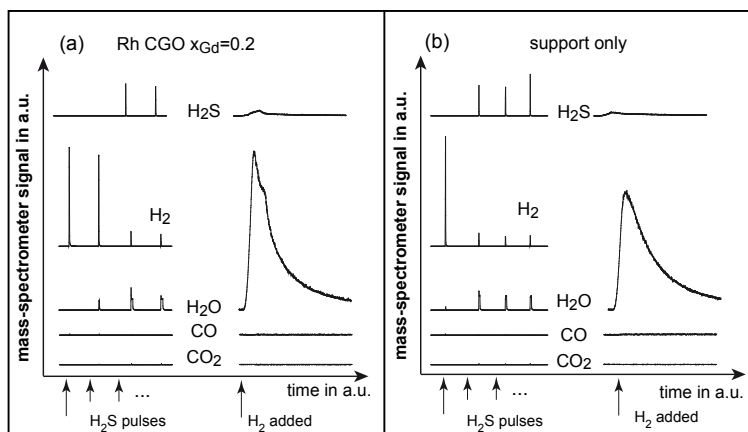 (a) Rh CGO xGd=0.2
mass-spectrometer signal in a.u.
H2S
H2
H2O
CO
CO2
time in a.u.
...
H2S pulses
H2 added
(b) support only
mass-spectrometer signal in a.u.
H2S
H2
H2O
CO
CO2
time in a.u.
...
H2S pulses
H2 added